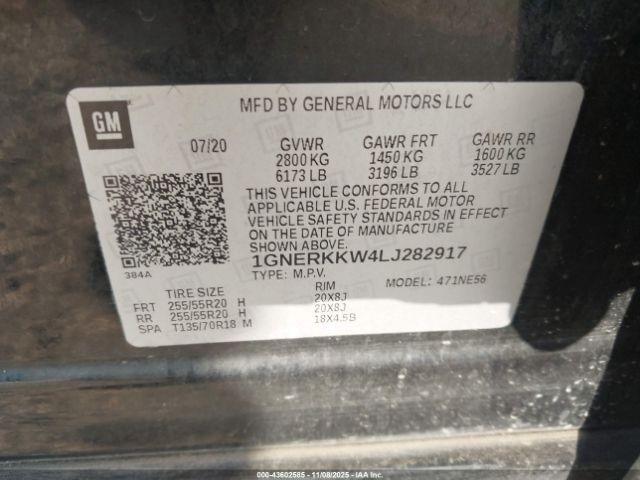 GM
MFD BY GENERAL MOTORS LLC
07/20 GVWR GAWR FRT GAWR RR
2800 KG 1450 KG 1600 KG
6173 LB 3196 LB 3527 LB
THIS VEHICLE CONFORMS TO ALL
APPLICABLE U.S. FEDERAL MOTOR
VEHICLE SAFETY STANDARDS IN EFFECT
ON THE DATE OF MANUFACTURE
SHOWN ABOVE.
384A
1GNERKKW4LJ282917
TYPE: M.P.V. MODEL: 471NE56
TIRE SIZE RIM
FRT 255/55R20 H 20X8J
RR 255/55R20 H 20X8J
SPA T135/70R18 M 18X4.5B
000-43602585 - 11/08/2025 - IAA, Inc.